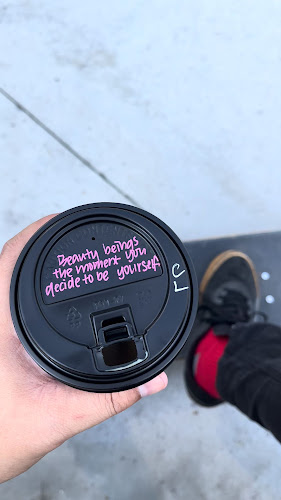 Beauty beings
the moment you
decide to be yourself